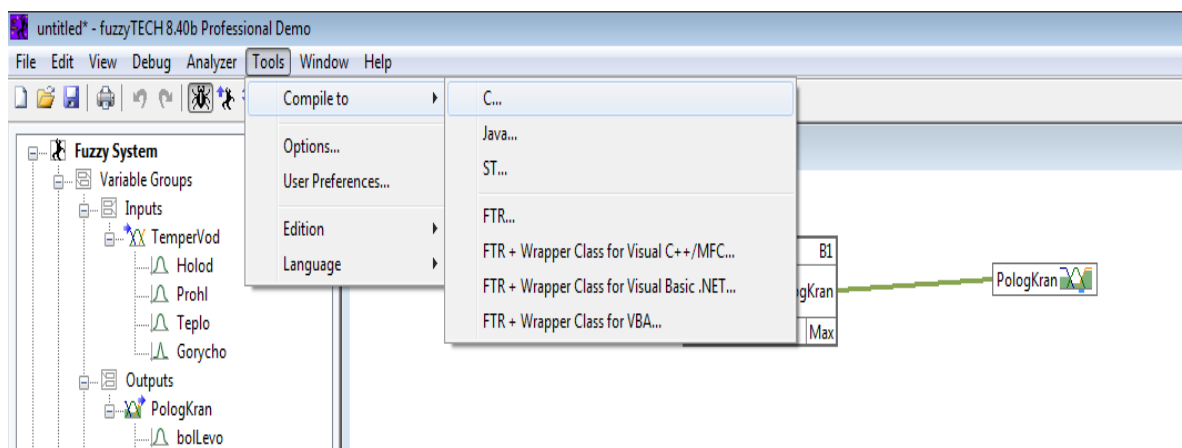 untitled* - fuzzyTECH 8.40b Professional Demo
File Edit View Debug Analyzer Tools Window Help
Compile to
Options...
User Preferences...
Edition
Language
C...
Java...
ST...
FTR...
FTR + Wrapper Class for Visual C++/MFC...
FTR + Wrapper Class for Visual Basic .NET...
FTR + Wrapper Class for VBA...
Fuzzy System
Variable Groups
Inputs
TemperVod
Holod
Prohl
Teplo
Gorycho
Outputs
PologKran
bolLevo
B1
ogKran
Max
PologKran